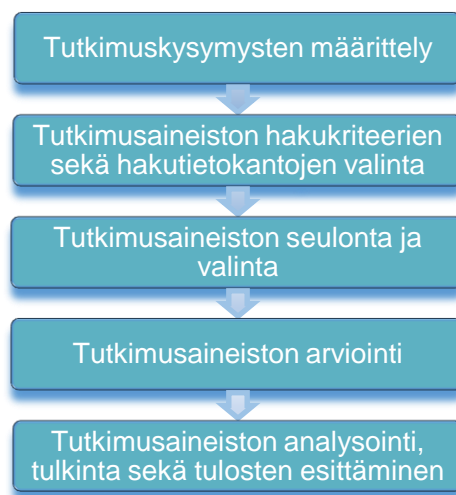 Tutkimuskysymysten määrittely
Tutkimusaineiston hakukriteerien
sekä hakutietokantojen valinta
Tutkimusaineiston seulonta ja
valinta
Tutkimusaineiston arviointi
Tutkimusaineiston analysointi,
tulkinta sekä tulosten esittäminen